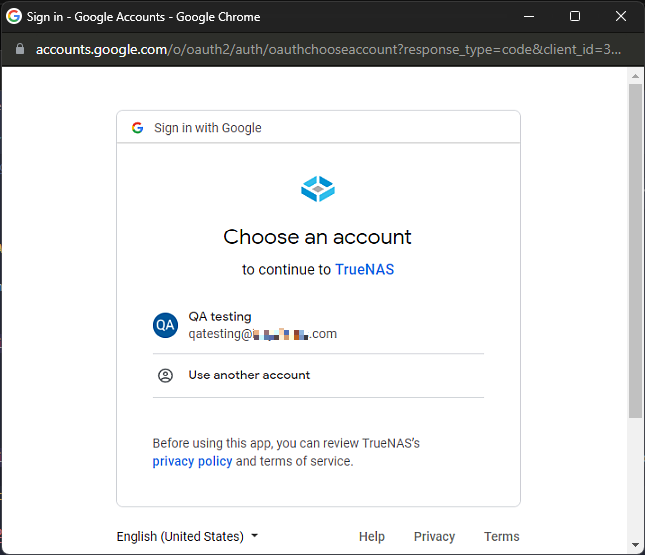 Sign in - Google Accounts - Google Chrome
accounts.google.com/o/oauth2/auth/oauthchooseaccount?response_type=code&client_id=3...
Sign in with Google
Choose an account
to continue to TrueNAS
QA
QA testing
qatesting@ .com
Use another account
Before using this app, you can review TrueNAS's
privacy policy and terms of service.
English (United States)
Help Privacy Terms